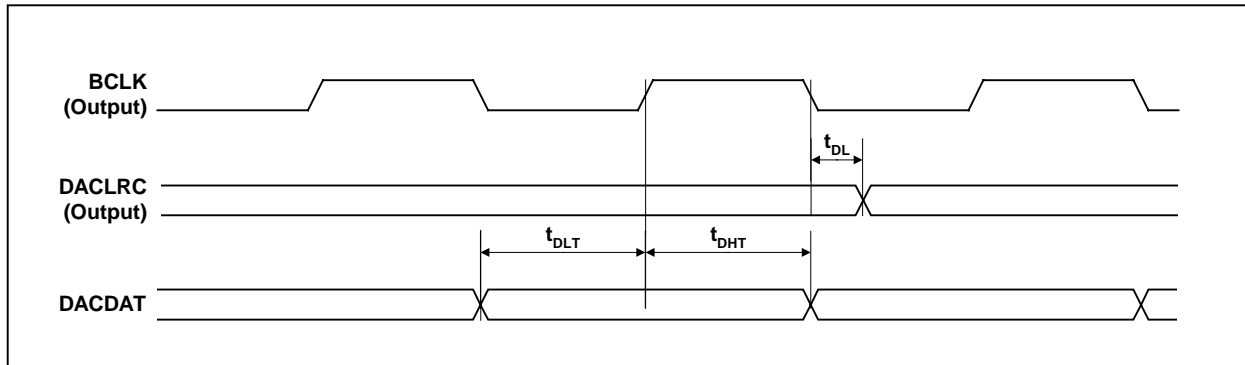 BCLK
(Output)
t_DL
DACLRC
(Output)
t_DLT
t_DHT
DACDAT